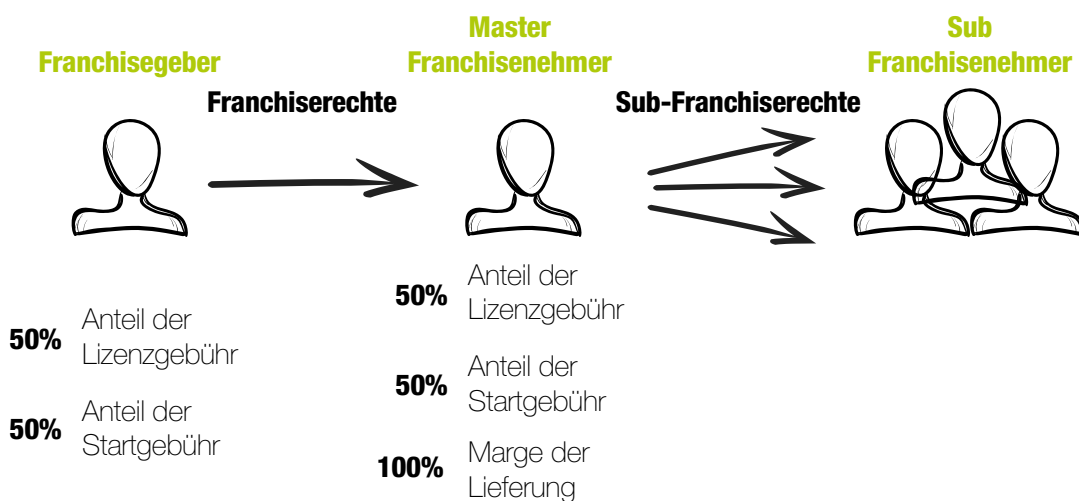 Franchisegeber
Master
Franchisenehmer
Sub
Franchisenehmer
Franchiserechte
Sub-Franchiserechte
50%
Anteil der
Lizenzgebühr
50%
Anteil der
Startgebühr
50%
Anteil der
Lizenzgebühr
50%
Anteil der
Startgebühr
100%
Marge der
Lieferung